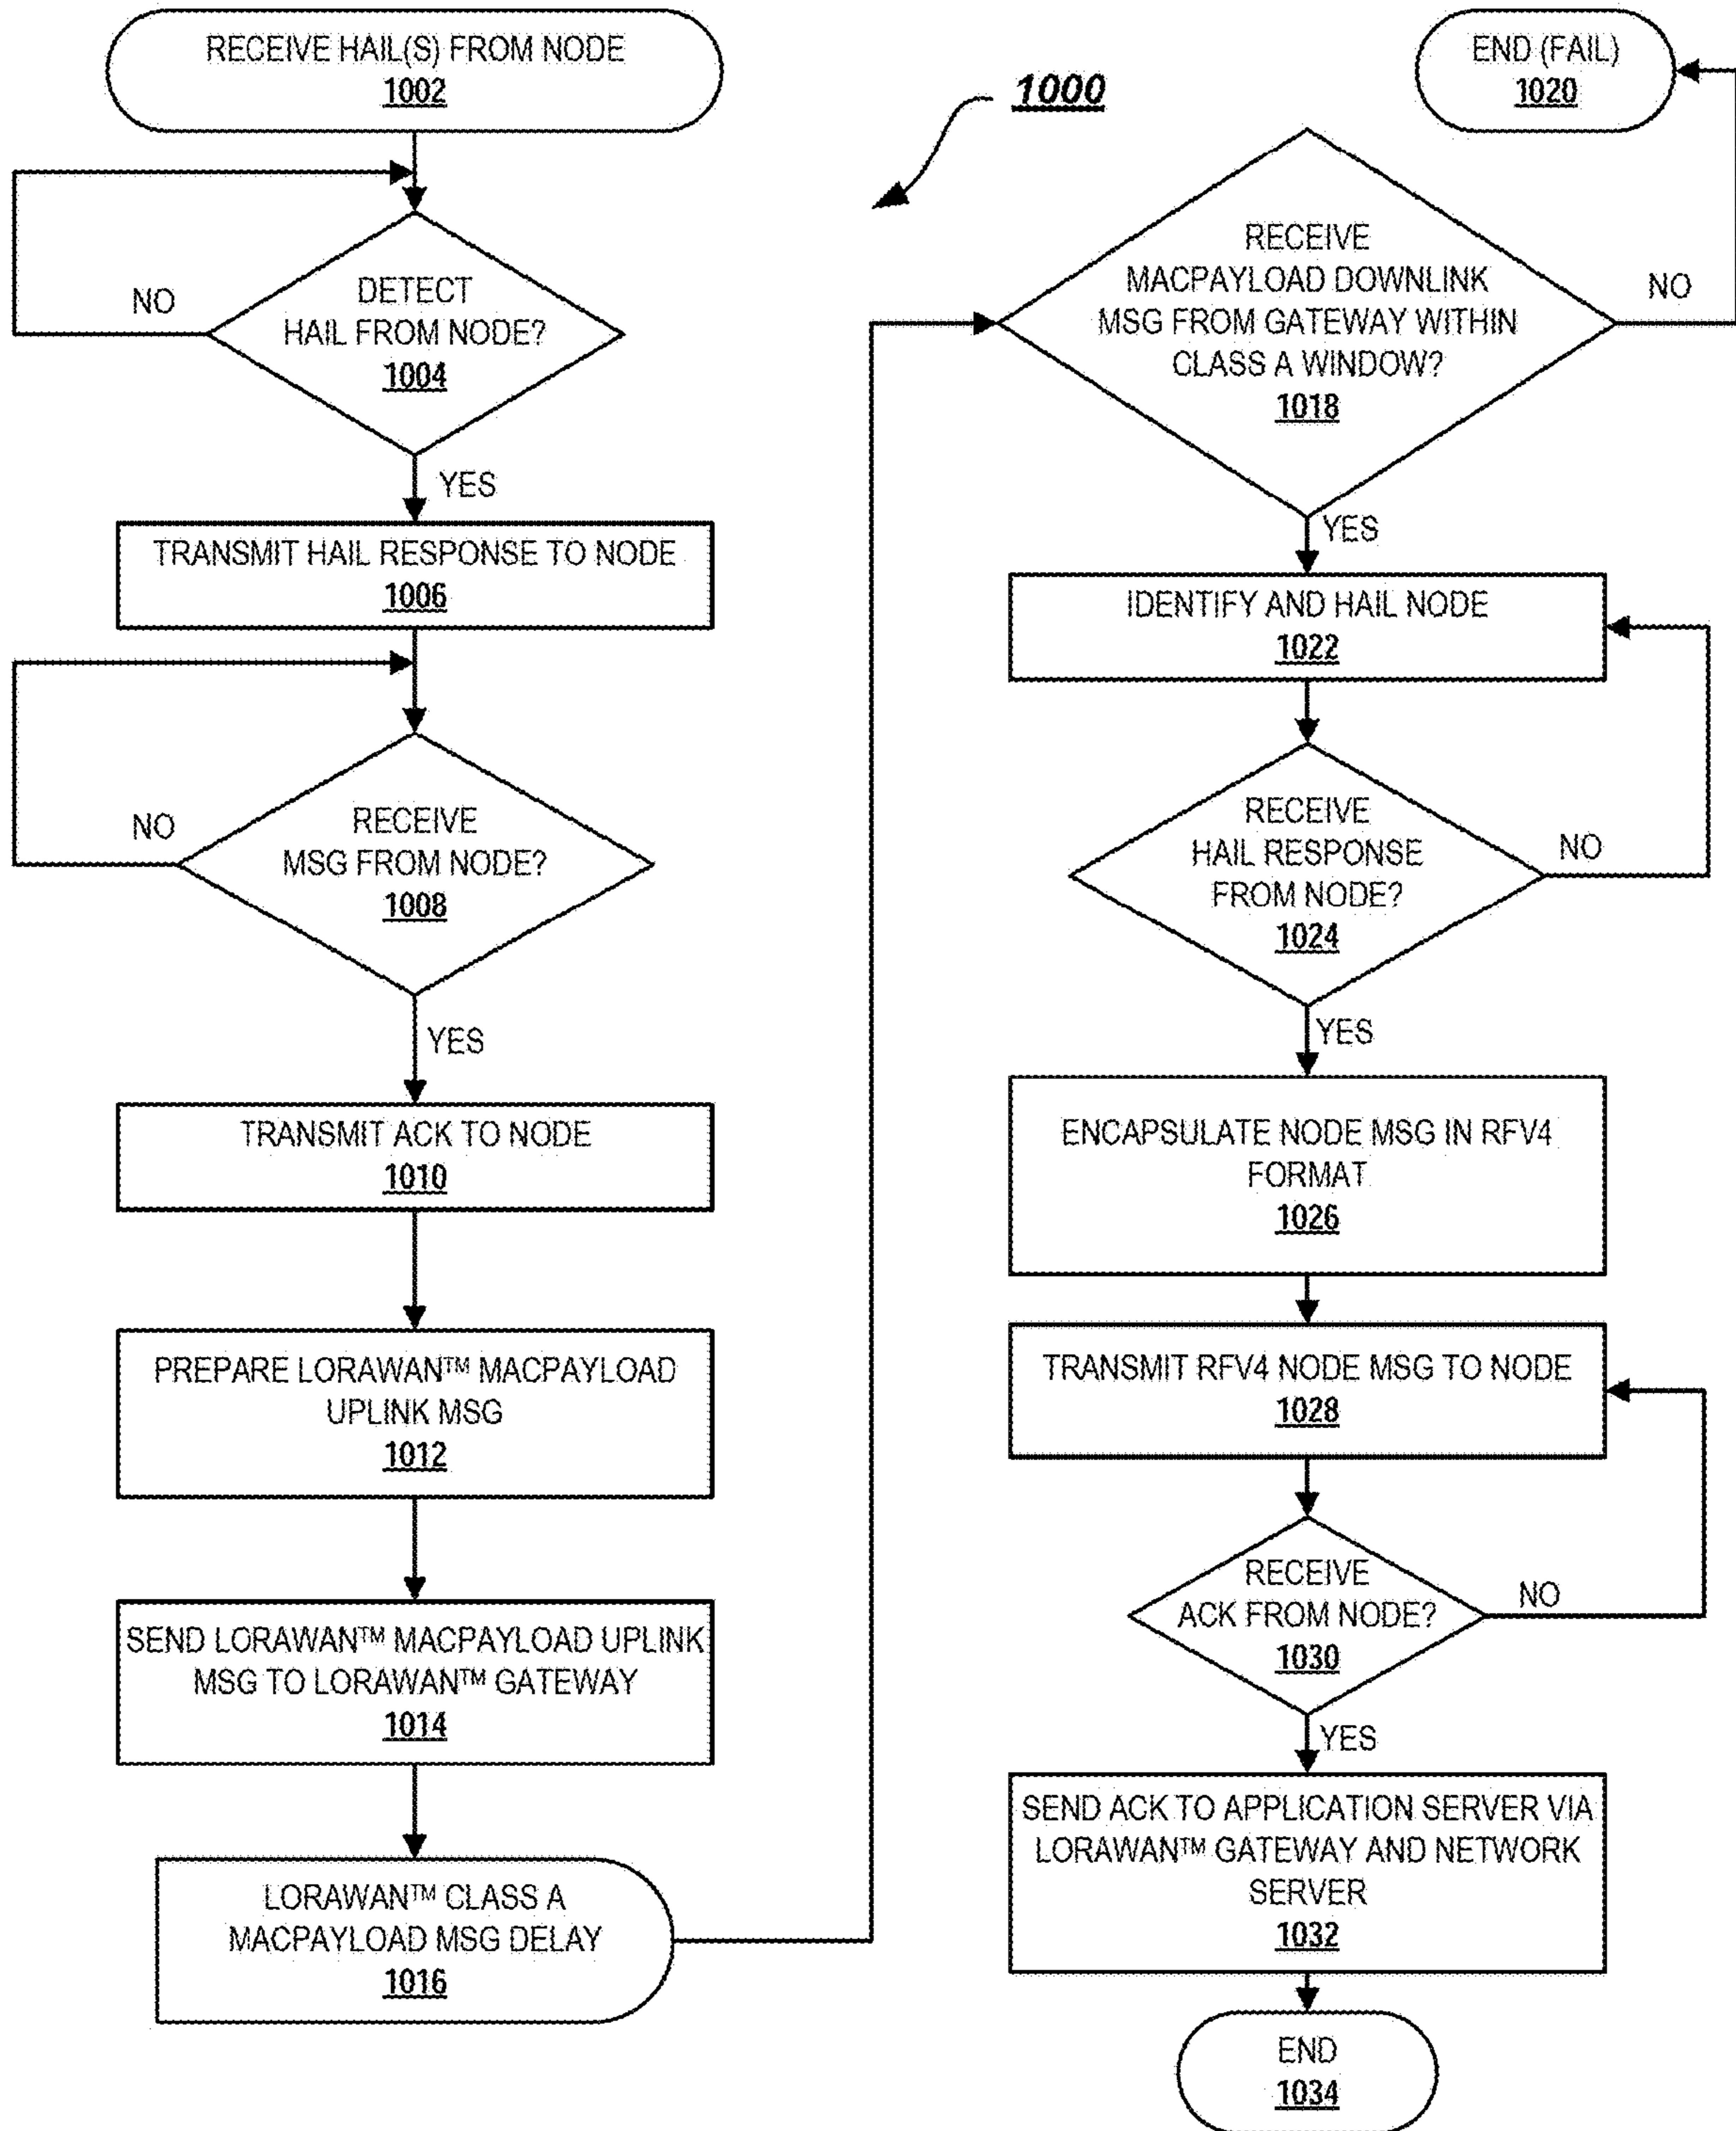 RECEIVE HAIL(S) FROM NODE
1002
DETECT
HAIL FROM NODE?
1004
NO
YES
TRANSMIT HAIL RESPONSE TO NODE
1006
RECEIVE
MSG FROM NODE?
1008
NO
YES
TRANSMIT ACK TO NODE
1010
PREPARE LORAWAN™ MACPAYLOAD
UPLINK MSG
1012
SEND LORAWAN™ MACPAYLOAD UPLINK
MSG TO LORAWAN™ GATEWAY
1014
LORAWAN™ CLASS A
MACPAYLOAD MSG DELAY
1016
1000
END (FAIL)
1020
RECEIVE
MACPAYLOAD DOWNLINK
MSG FROM GATEWAY WITHIN
CLASS A WINDOW?
1018
NO
YES
IDENTIFY AND HAIL NODE
1022
RECEIVE
HAIL RESPONSE
FROM NODE?
1024
NO
YES
ENCAPSULATE NODE MSG IN RFV4
FORMAT
1026
TRANSMIT RFV4 NODE MSG TO NODE
1028
RECEIVE
ACK FROM NODE?
1030
NO
YES
SEND ACK TO APPLICATION SERVER VIA
LORAWAN™ GATEWAY AND NETWORK
SERVER
1032
END
1034